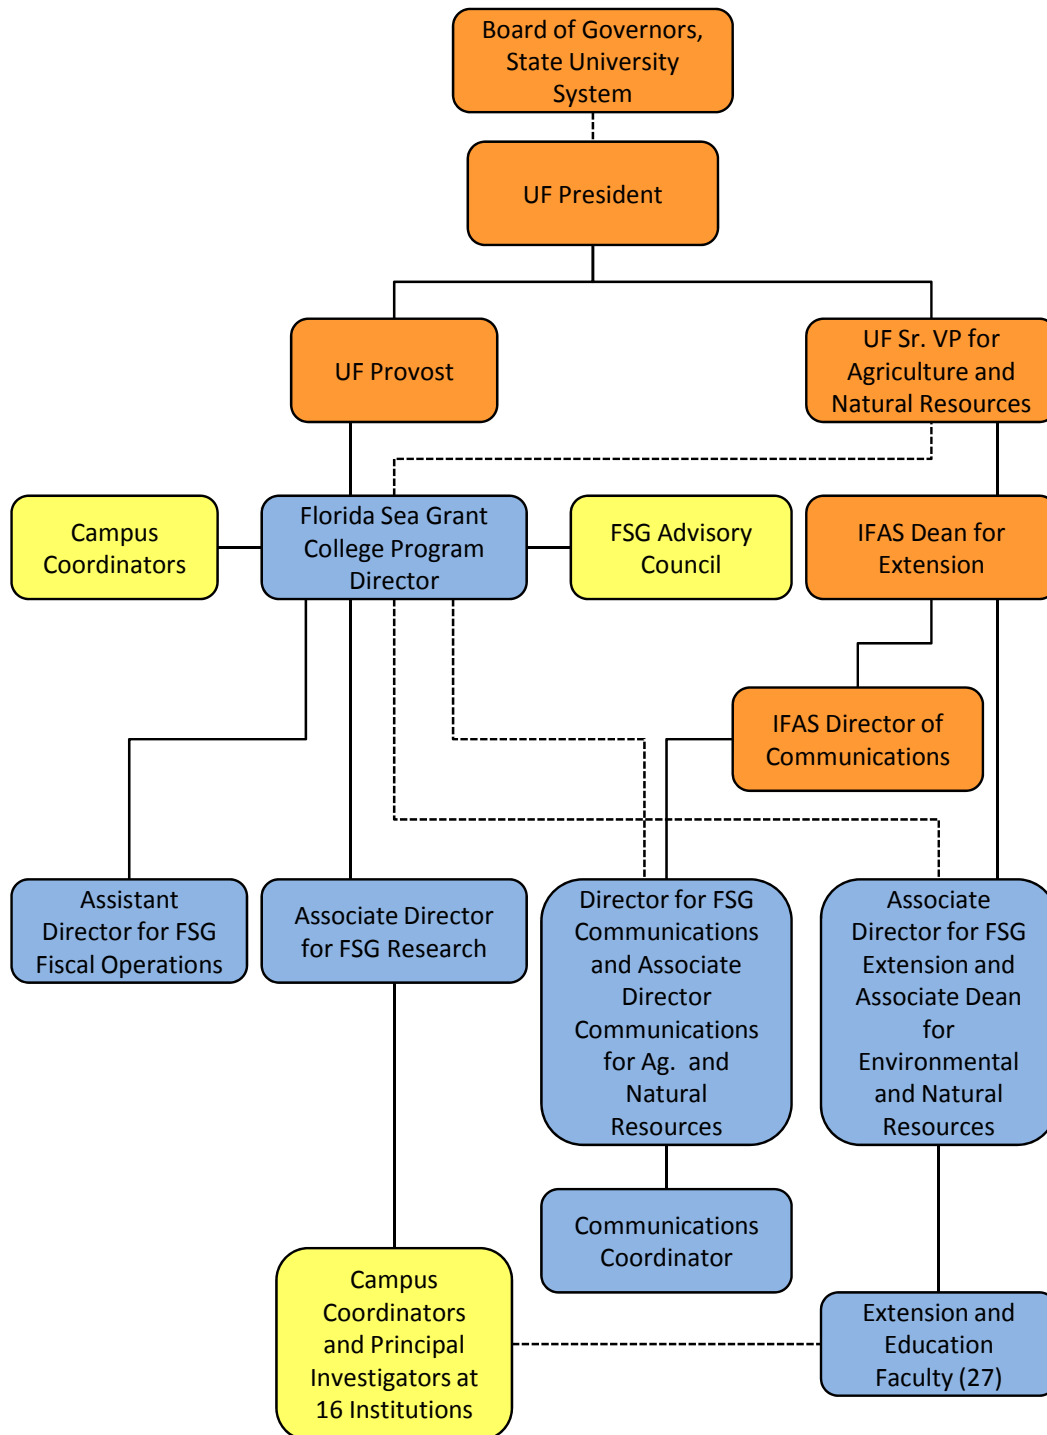 Board of Governors,
State University
System
UF President
UF Provost
UF Sr. VP for
Agriculture and
Natural Resources
Campus
Coordinators
Florida Sea Grant
College Program
Director
FSG Advisory
Council
IFAS Dean for
Extension
IFAS Director of
Communications
Assistant
Director for FSG
Fiscal Operations
Associate Director
for FSG Research
Director for FSG
Communications
and Associate
Director
Communications
for Ag. and
Natural
Resources
Associate
Director for FSG
Extension and
Associate Dean
for
Environmental
and Natural
Resources
Communications
Coordinator
Campus
Coordinators
and Principal
Investigators at
16 Institutions
Extension and
Education
Faculty (27)